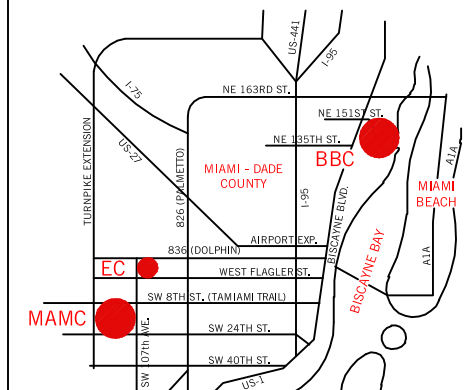 US-441
I-95
I-75
NE 163RD ST.
NE 151ST ST.
NE 135TH ST.
BBC
US-27
TURNPIKE EXTENSION
826 (PALMETTO)
MIAMI - DADE
COUNTY
I-95
BISCAYNE BLVD.
A1A
MIAMI
BEACH
A1A
BISCAYNE BAY
AIRPORT EXP.
836 (DOLPHIN)
EC
WEST FLAGLER ST.
SW 8TH ST. (TAMIAMI TRAIL)
MAMC
SW 24TH ST.
SW 107th AVE.
SW 40TH ST.
US-1